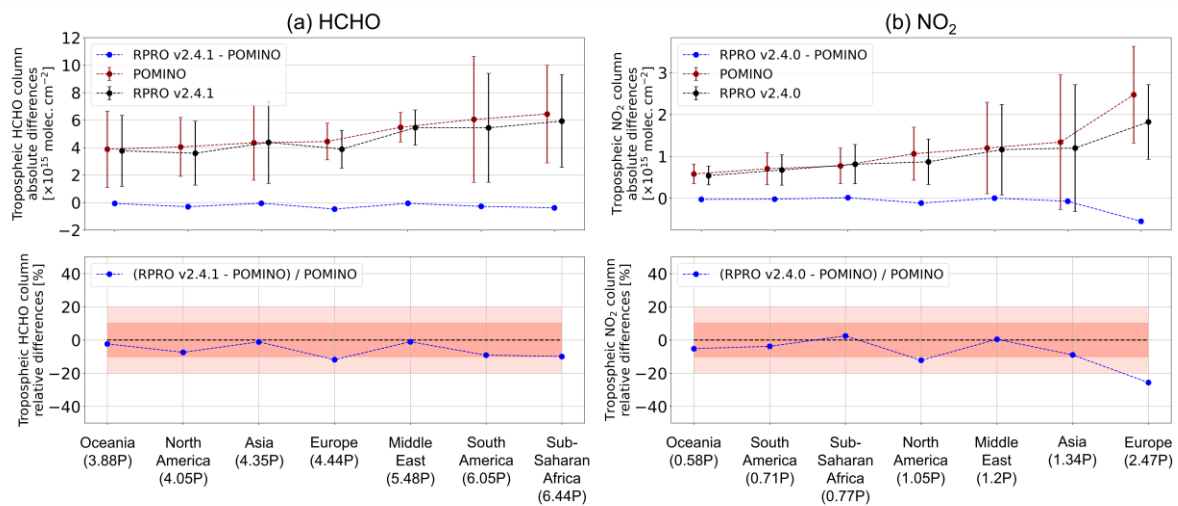 (a) HCHO
Tropospheic HCHO column
absolute differences
[×10¹⁵ molec. cm⁻²]
12
10
8
6
4
2
0
−2
RPRO v2.4.1 - POMINO
POMINO
RPRO v2.4.1
Tropospheic HCHO column
relative differences [%]
40
20
0
−20
−40
(RPRO v2.4.1 - POMINO) / POMINO
Oceania
(3.88P)
North
America
(4.05P)
Asia
(4.35P)
Europe
(4.44P)
Middle
East
(5.48P)
South
America
(6.05P)
Sub-
Saharan
Africa
(6.44P)
(b) NO₂
Tropospheic NO₂ column
absolute differences
[×10¹⁵ molec. cm⁻²]
3
2
1
0
RPRO v2.4.0 - POMINO
POMINO
RPRO v2.4.0
Tropospheic NO₂ column
relative differences [%]
40
20
0
−20
−40
(RPRO v2.4.0 - POMINO) / POMINO
Oceania
(0.58P)
South
America
(0.71P)
Sub-
Saharan
Africa
(0.77P)
North
America
(1.05P)
Middle
East
(1.2P)
Asia
(1.34P)
Europe
(2.47P)